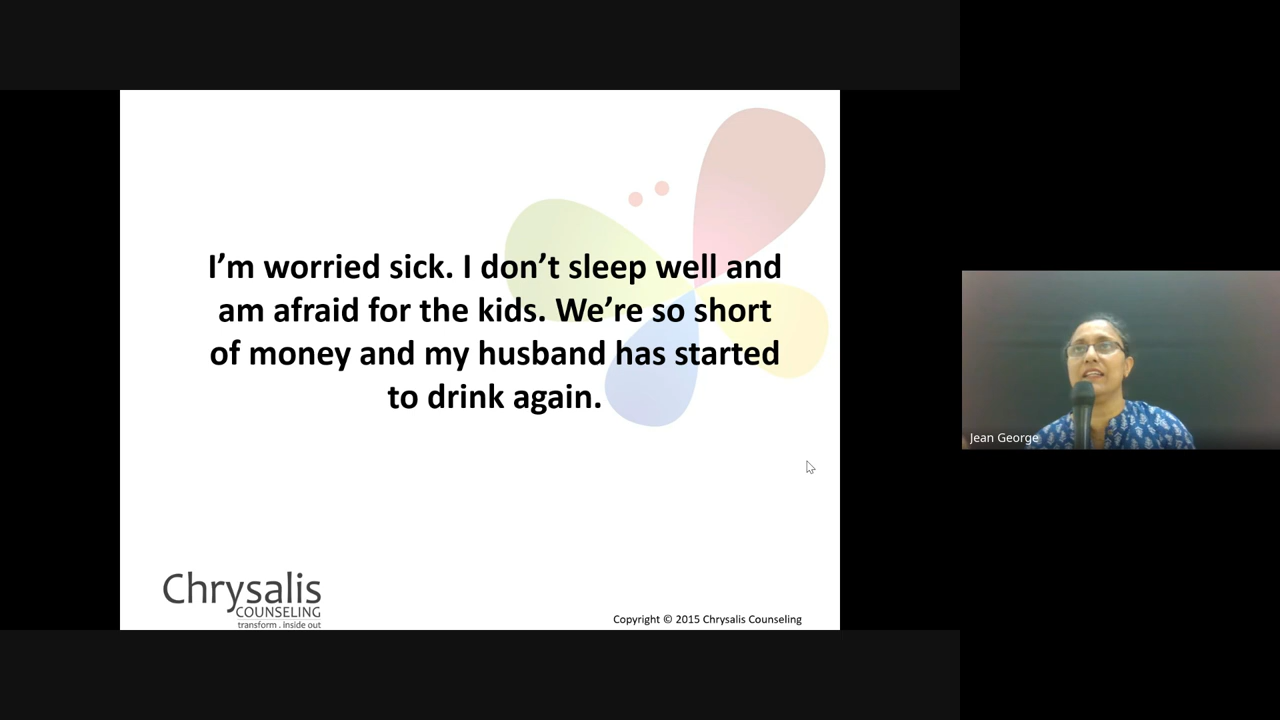 I'm worried sick. I don't sleep well and
am afraid for the kids. We're so short
of money and my husband has started
to drink again.
Jean George
Chrysalis
COUNSELING
transform . inside out
Copyright © 2015 Chrysalis Counseling